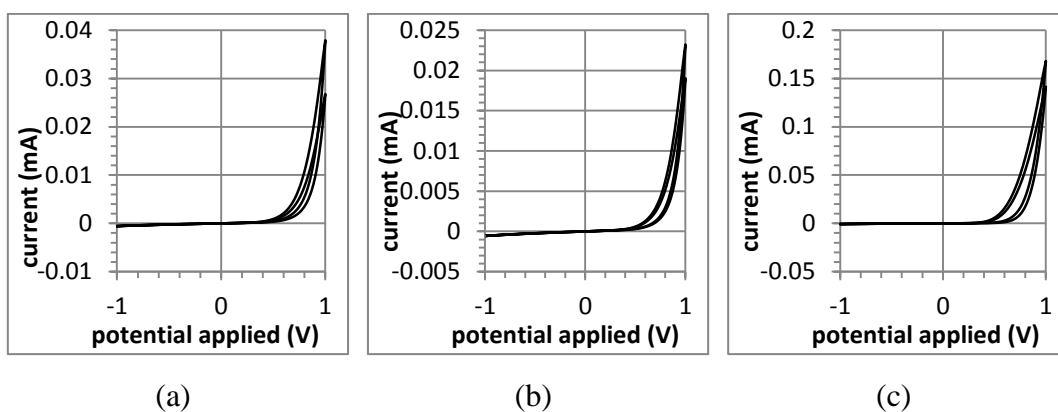 0.04
0.03
0.02
0.01
0
-0.01
-1 0 1
current (mA)
potential applied (V)
(a)
0.025
0.02
0.015
0.01
0.005
0
-0.005
-1 0 1
current (mA)
potential applied (V)
(b)
0.2
0.15
0.1
0.05
0
-0.05
-1 0 1
current (mA)
potential applied (V)
(c)